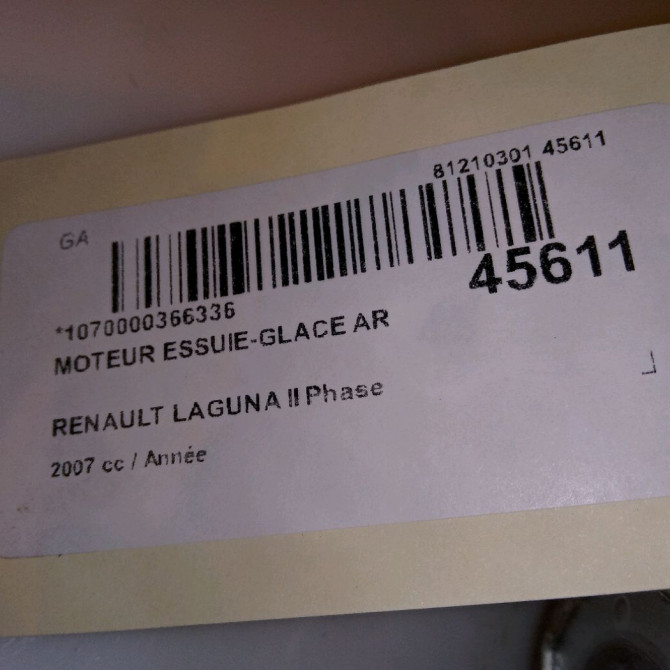 81210301 45611
GA
45611
*1070000366336
MOTEUR ESSUIE-GLACE AR
RENAULT LAGUNA II Phase
2007 cc / Année